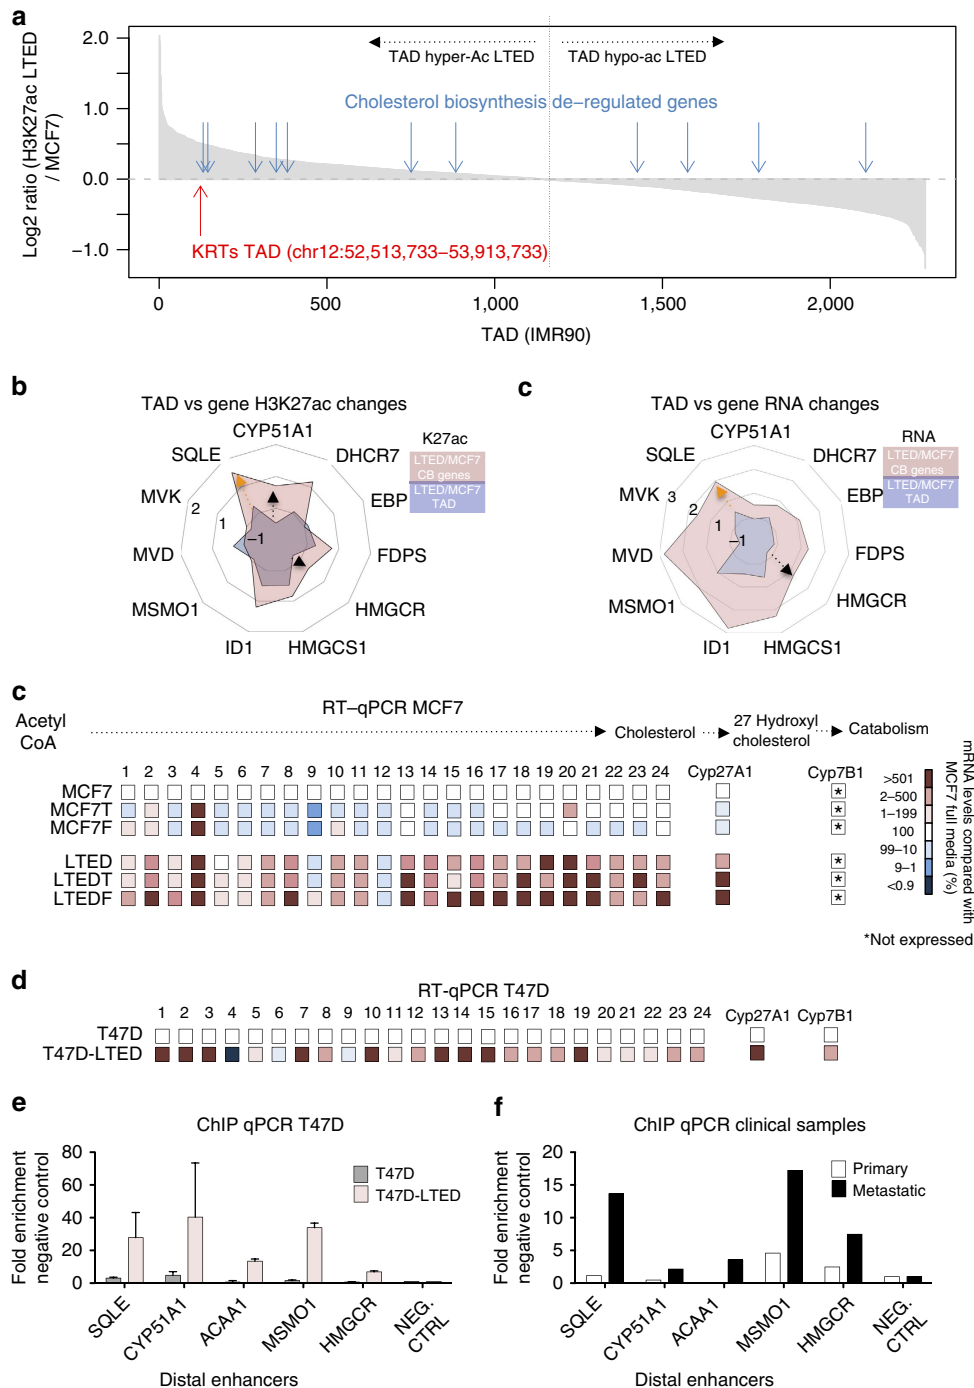 a
Log2 ratio (H3K27ac LTED / MCF7)
2.0
1.0
0.0
−1.0
TAD hyper-Ac LTED
TAD hypo-ac LTED
Cholesterol biosynthesis de−regulated genes
KRTs TAD (chr12:52,513,733−53,913,733)
0 500 1,000 1,500 2,000
TAD (IMR90)
b
TAD vs gene H3K27ac changes
CYP51A1
SQLE
DHCR7
MVK
EBP
MVD
FDPS
MSMO1
HMGCR
ID1
HMGCS1
2
1
−1
K27ac
LTED/MCF7
CB genes
LTED/MCF7
TAD
c
TAD vs gene RNA changes
CYP51A1
SQLE
DHCR7
MVK
EBP
MVD
FDPS
MSMO1
HMGCR
ID1
HMGCS1
3
2
1
−1
RNA
LTED/MCF7
CB genes
LTED/MCF7
TAD
c
RT−qPCR MCF7
Acetyl
CoA
Cholesterol
27 Hydroxyl
cholesterol
Catabolism
1 2 3 4 5 6 7 8 9 10 11 12 13 14 15 16 17 18 19 20 21 22 23 24 Cyp27A1 Cyp7B1
MCF7 *
MCF7T *
MCF7F *
LTED *
LTEDT *
LTEDF *
>501
2−500
1−199
100
99−10
9−1
<0.9
mRNA levels compared with
MCF7 full media (%)
*Not expressed
d
RT-qPCR T47D
1 2 3 4 5 6 7 8 9 10 11 12 13 14 15 17 18 19 20 21 22 23 24 Cyp27A1 Cyp7B1
T47D
T47D-LTED
e
ChIP qPCR T47D
Fold enrichment
negative control
80
60
40
20
0
T47D
T47D-LTED
SQLE
CYP51A1
ACAA1
MSMO1
HMGCR
NEG.
CTRL
Distal enhancers
f
ChIP qPCR clinical samples
Fold enrichment
negative control
20
15
10
5
0
Primary
Metastatic
SQLE
CYP51A1
ACAA1
MSMO1
HMGCR
NEG.
CTRL
Distal enhancers